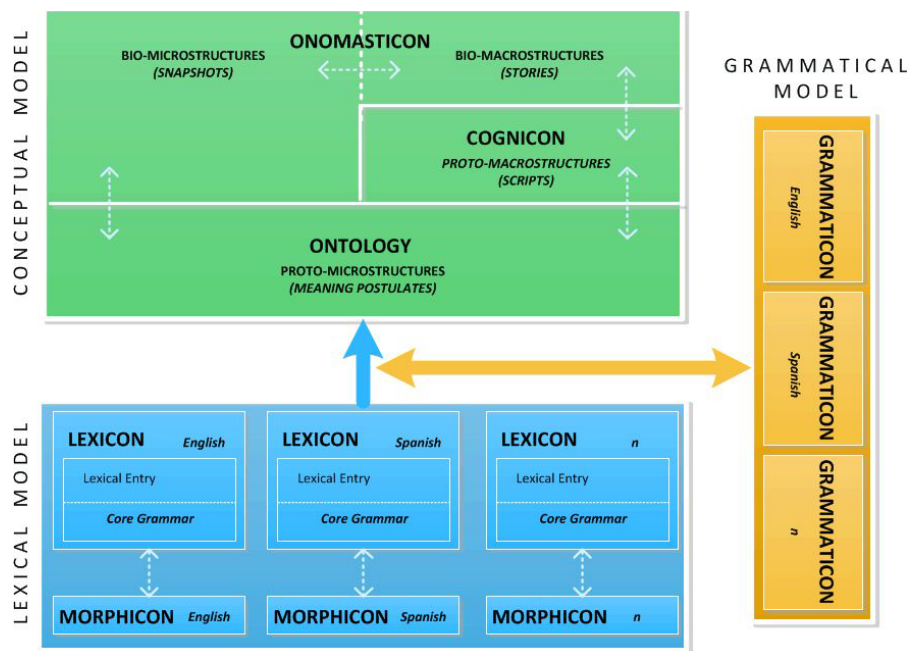 CONCEPTUAL MODEL
ONOMASTICON
BIO-MICROSTRUCTURES
(SNAPSHOTS)
BIO-MACROSTRUCTURES
(STORIES)
COGNICON
PROTO-MACROSTRUCTURES
(SCRIPTS)
ONTOLOGY
PROTO-MICROSTRUCTURES
(MEANING POSTULATES)
GRAMMATICAL
MODEL
GRAMMATICON
English
GRAMMATICON
Spanish
GRAMMATICON
n
LEXICAL MODEL
LEXICON English
Lexical Entry
Core Grammar
LEXICON Spanish
Lexical Entry
Core Grammar
LEXICON n
Lexical Entry
Core Grammar
MORPHICON English
MORPHICON Spanish
MORPHICON n